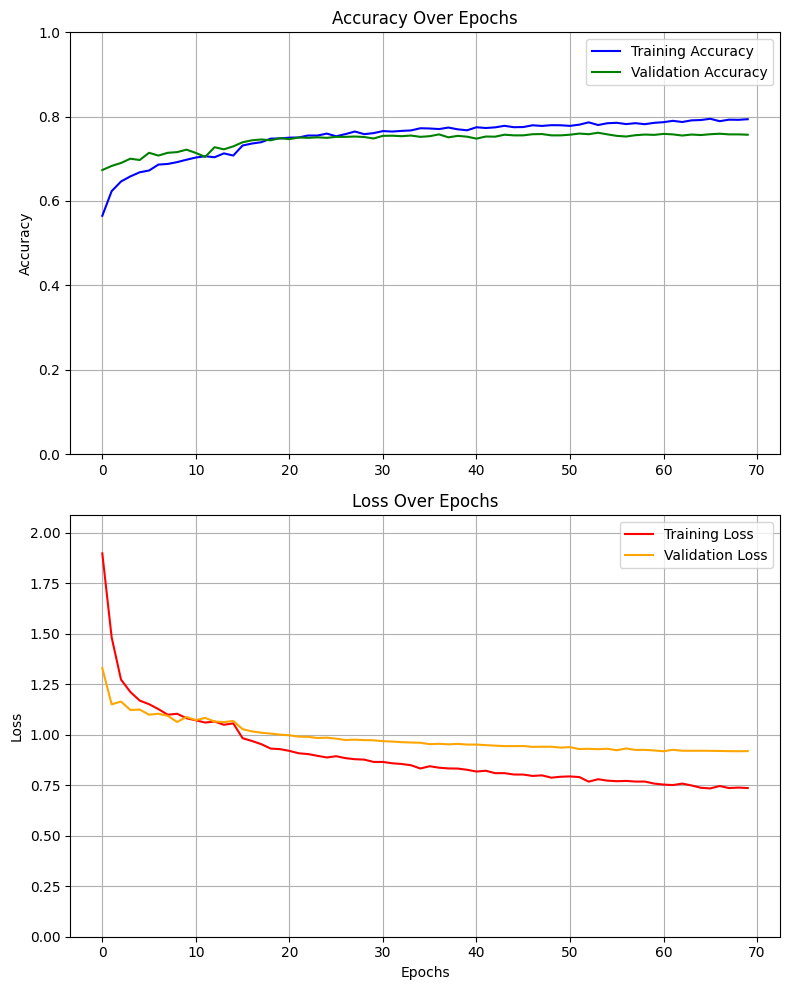 Accuracy Over Epochs
1.0
0.8
0.6
0.4
0.2
0.0
Accuracy
Training Accuracy
Validation Accuracy
0 10 20 30 40 50 60 70
Loss Over Epochs
2.00
1.75
1.50
1.25
1.00
0.75
0.50
0.25
0.00
Loss
Training Loss
Validation Loss
0 10 20 30 40 50 60 70
Epochs